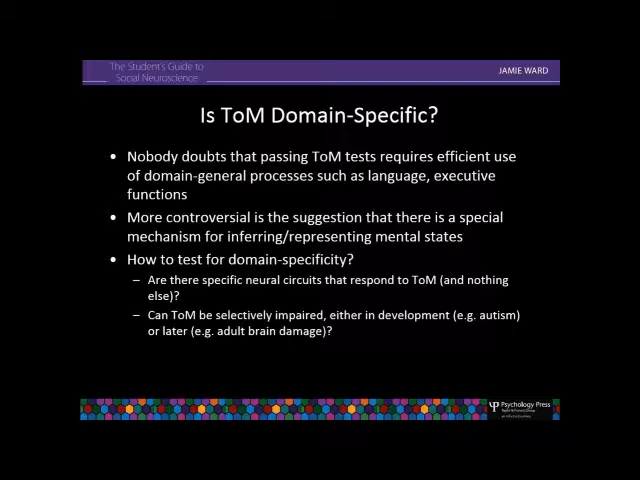 The Student's Guide to
Social Neuroscience
JAMIE WARD
Is ToM Domain-Specific?
• Nobody doubts that passing ToM tests requires efficient use
of domain-general processes such as language, executive
functions
• More controversial is the suggestion that there is a special
mechanism for inferring/representing mental states
• How to test for domain-specificity?
– Are there specific neural circuits that respond to ToM (and nothing
else)?
– Can ToM be selectively impaired, either in development (e.g. autism)
or later (e.g. adult brain damage)?
Psychology Press
Taylor & Francis Group